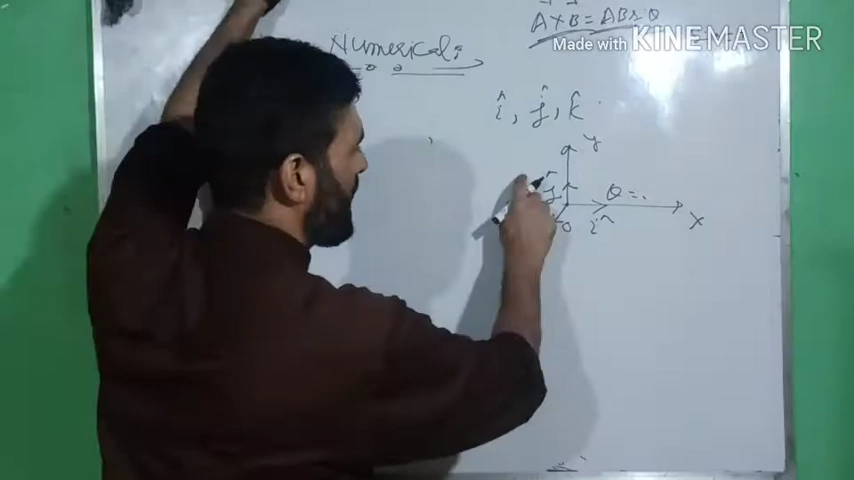 A × B = AB sin θ
Made With KINEMASTER
Numericals
î, ĵ, k̂
y
ĵ
θ =
o
î
x